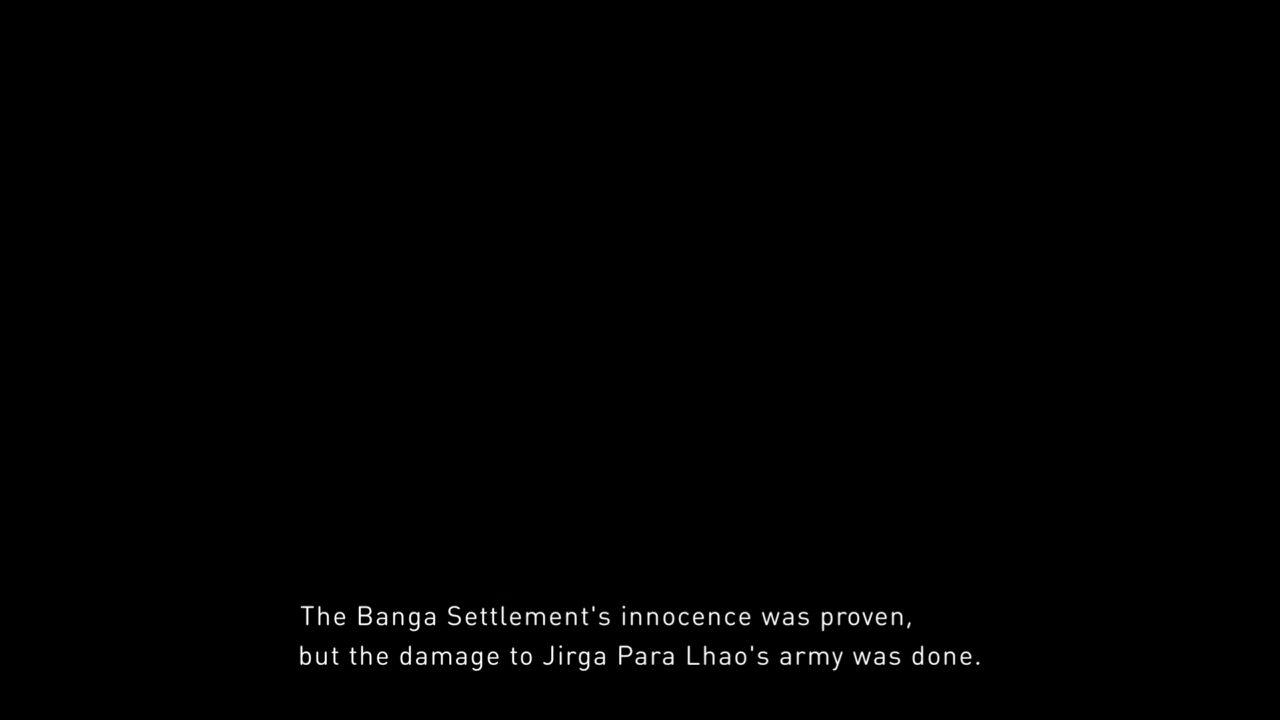 The Banga Settlement's innocence was proven,
but the damage to Jirga Para Lhao's army was done.